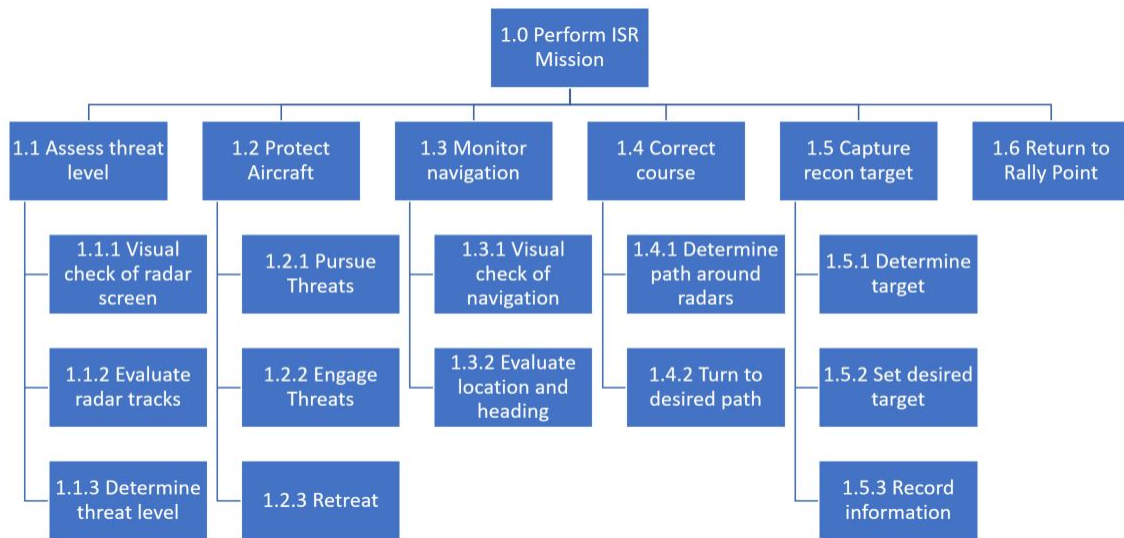 1.0 Perform ISR
Mission
1.1 Assess threat
level
1.2 Protect
Aircraft
1.3 Monitor
navigation
1.4 Correct
course
1.5 Capture
recon target
1.6 Return to
Rally Point
1.1.1 Visual
check of radar
screen
1.2.1 Pursue
Threats
1.3.1 Visual
check of
navigation
1.4.1 Determine
path around
radars
1.5.1 Determine
target
1.1.2 Evaluate
radar tracks
1.2.2 Engage
Threats
1.3.2 Evaluate
location and
heading
1.4.2 Turn to
desired path
1.5.2 Set desired
target
1.1.3 Determine
threat level
1.2.3 Retreat
1.5.3 Record
information